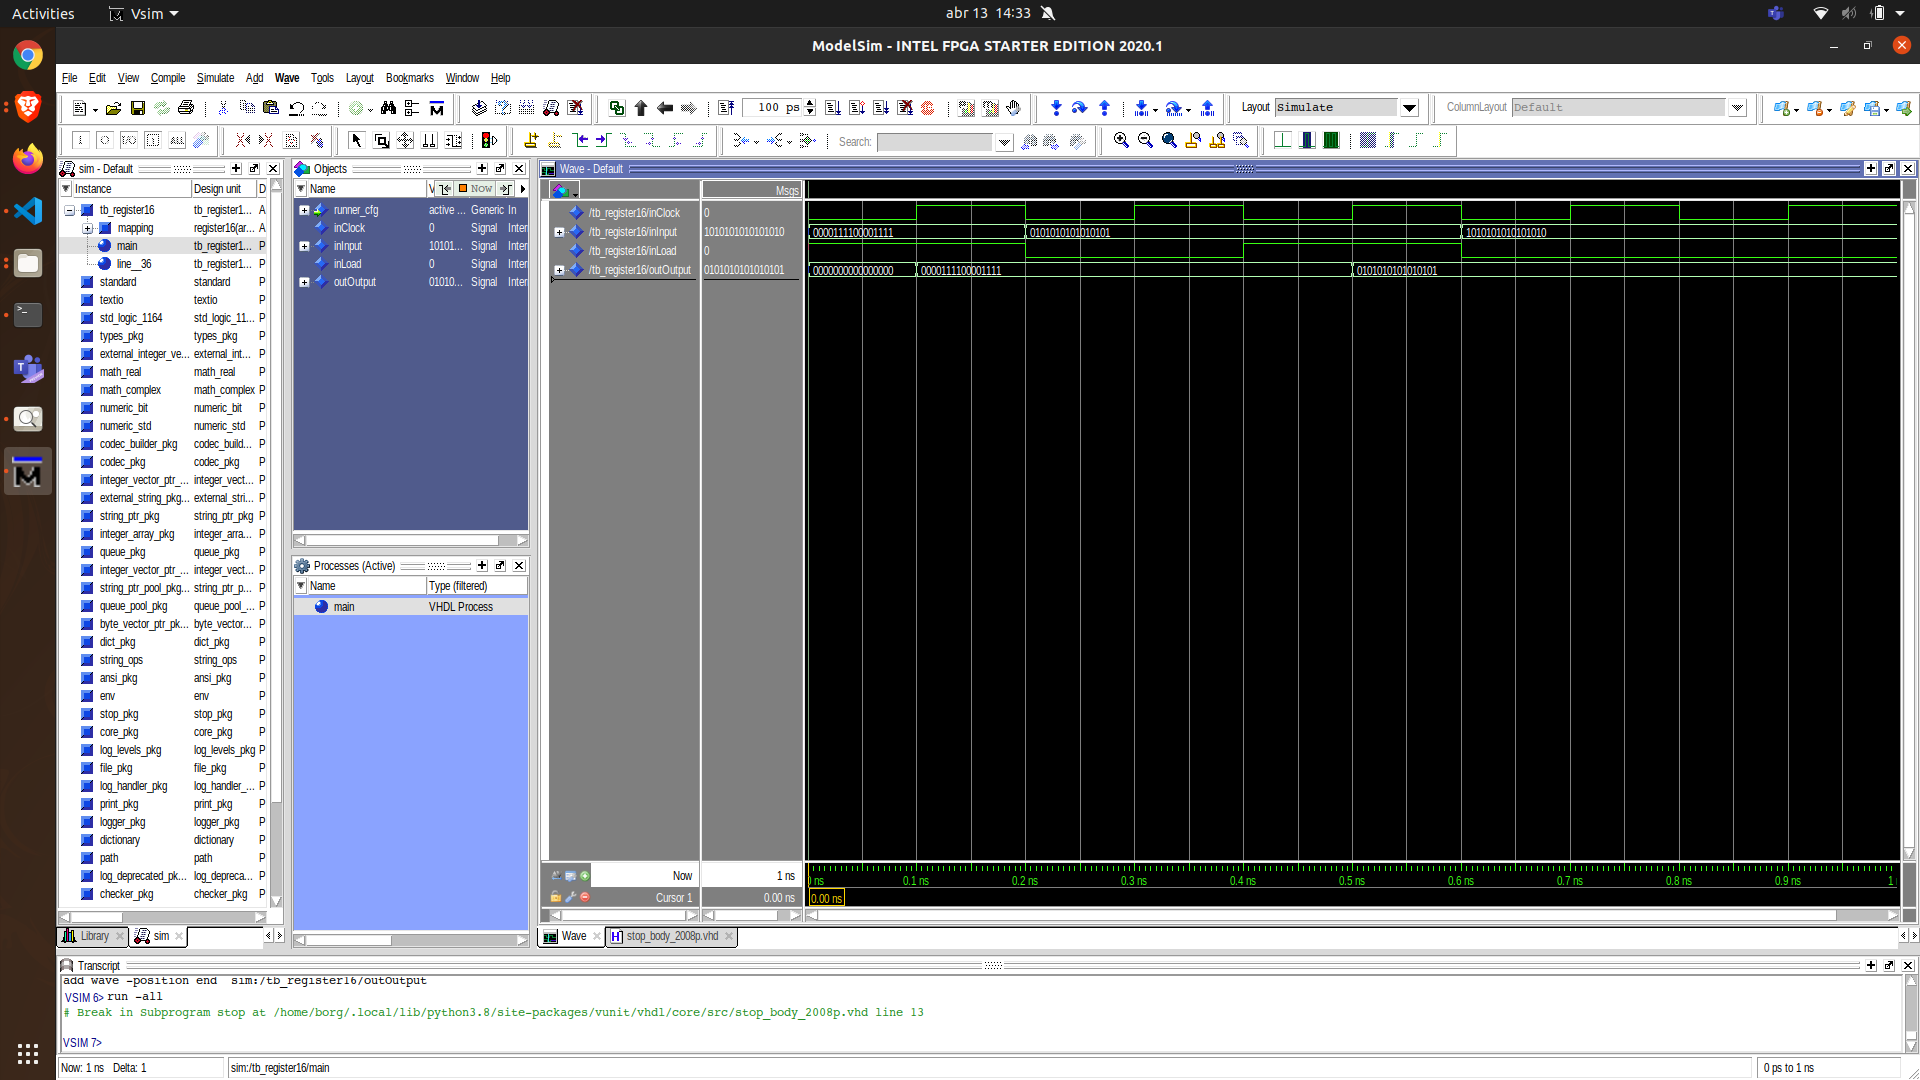 Activities
Vsim
abr 13 14:33
ModelSim - INTEL FPGA STARTER EDITION 2020.1
File Edit View Compile Simulate Add Wave Tools Layout Bookmarks Window Help
100 ps
Layout Simulate
ColumnLayout Default
Search:
sim - Default
Instance Design unit D
tb_register16 tb_register1... A
mapping register16(ar... A
main tb_register1... P
line__36 tb_register1... P
standard standard P
textio textio P
std_logic_1164 std_logic_11... P
types_pkg types_pkg P
external_integer_ve... external_int... P
math_real math_real P
math_complex math_complex P
numeric_bit numeric_bit P
numeric_std numeric_std P
codec_builder_pkg codec_build... P
codec_pkg codec_pkg P
integer_vector_ptr_... integer_vect... P
external_string_pkg... external_stri... P
string_ptr_pkg string_ptr_pkg P
integer_array_pkg integer_arra... P
queue_pkg queue_pkg P
integer_vector_ptr_... integer_vect... P
string_ptr_pool_pkg... string_ptr_p... P
queue_pool_pkg queue_pool_... P
byte_vector_ptr_pk... byte_vector... P
dict_pkg dict_pkg P
string_ops string_ops P
ansi_pkg ansi_pkg P
env env P
stop_pkg stop_pkg P
core_pkg core_pkg P
log_levels_pkg log_levels_pkg P
file_pkg file_pkg P
log_handler_pkg log_handler_... P
print_pkg print_pkg P
logger_pkg logger_pkg P
dictionary dictionary P
path path P
log_deprecated_pk... log_depreca... P
checker_pkg checker_pkg P
Library
sim
Objects
Name V Now
runner_cfg active ... Generic In
inClock 0 Signal Inter
inInput 10101... Signal Inter
inLoad 0 Signal Inter
outOutput 01010... Signal Inter
Processes (Active)
Name Type (filtered)
main VHDL Process
Wave - Default
Msgs
/tb_register16/inClock 0
/tb_register16/inInput 1010101010101010 0000111100001111 0101010101010101 1010101010101010
/tb_register16/inLoad 0
/tb_register16/outOutput 0101010101010101 0000000000000000 0000111100001111 0101010101010101
Now 1 ns
ns 0.1 ns 0.2 ns 0.3 ns 0.4 ns 0.5 ns 0.6 ns 0.7 ns 0.8 ns 0.9 ns 1
Cursor 1 0.00 ns 0.00 ns
Wave
stop_body_2008p.vhd
Transcript
add wave -position end sim:/tb_register16/outOutput
VSIM 6> run -all
# Break in Subprogram stop at /home/borg/.local/lib/python3.8/site-packages/vunit/vhdl/core/src/stop_body_2008p.vhd line 13
VSIM 7>
Now: 1 ns Delta: 1
sim:/tb_register16/main
0 ps to 1 ns